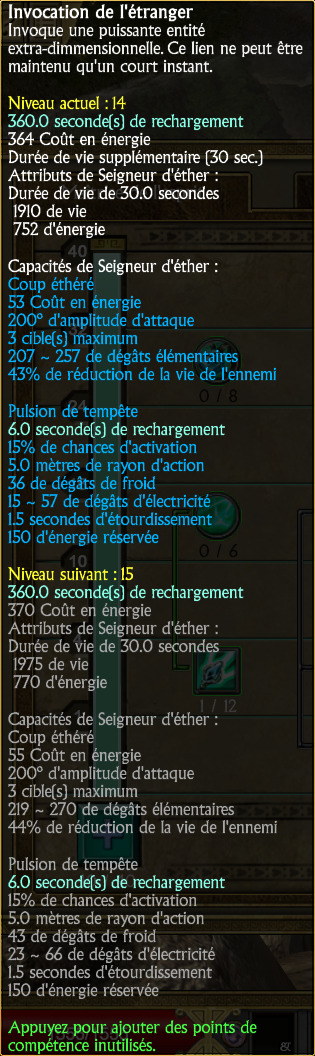 Invocation de l'étranger
Invoque une puissante entité
extra-dimmensionnelle. Ce lien ne peut être
maintenu qu'un court instant.
Niveau actuel : 14
360.0 seconde(s) de rechargement
364 Coût en énergie
Durée de vie supplémentaire (30 sec.)
Attributs de Seigneur d'éther :
Durée de vie de 30.0 secondes
1910 de vie
752 d'énergie
Capacités de Seigneur d'éther :
Coup éthéré
53 Coût en énergie
200° d'amplitude d'attaque
3 cible(s) maximum
207 ~ 257 de dégâts élémentaires
43% de réduction de la vie de l'ennemi
Pulsion de tempête
6.0 seconde(s) de rechargement
15% de chances d'activation
5.0 mètres de rayon d'action
36 de dégâts de froid
15 ~ 57 de dégâts d'électricité
1.5 secondes d'étourdissement
150 d'énergie réservée
Niveau suivant : 15
360.0 seconde(s) de rechargement
370 Coût en énergie
Attributs de Seigneur d'éther :
Durée de vie de 30.0 secondes
1975 de vie
770 d'énergie
Capacités de Seigneur d'éther :
Coup éthéré
55 Coût en énergie
200° d'amplitude d'attaque
3 cible(s) maximum
219 ~ 270 de dégâts élémentaires
44% de réduction de la vie de l'ennemi
Pulsion de tempête
6.0 seconde(s) de rechargement
15% de chances d'activation
5.0 mètres de rayon d'action
43 de dégâts de froid
23 ~ 66 de dégâts d'électricité
1.5 secondes d'étourdissement
150 d'énergie réservée
Appuyez pour ajouter des points de
compétence inutilisés.
40
0 / 8
24
0 / 6
10
1 / 12